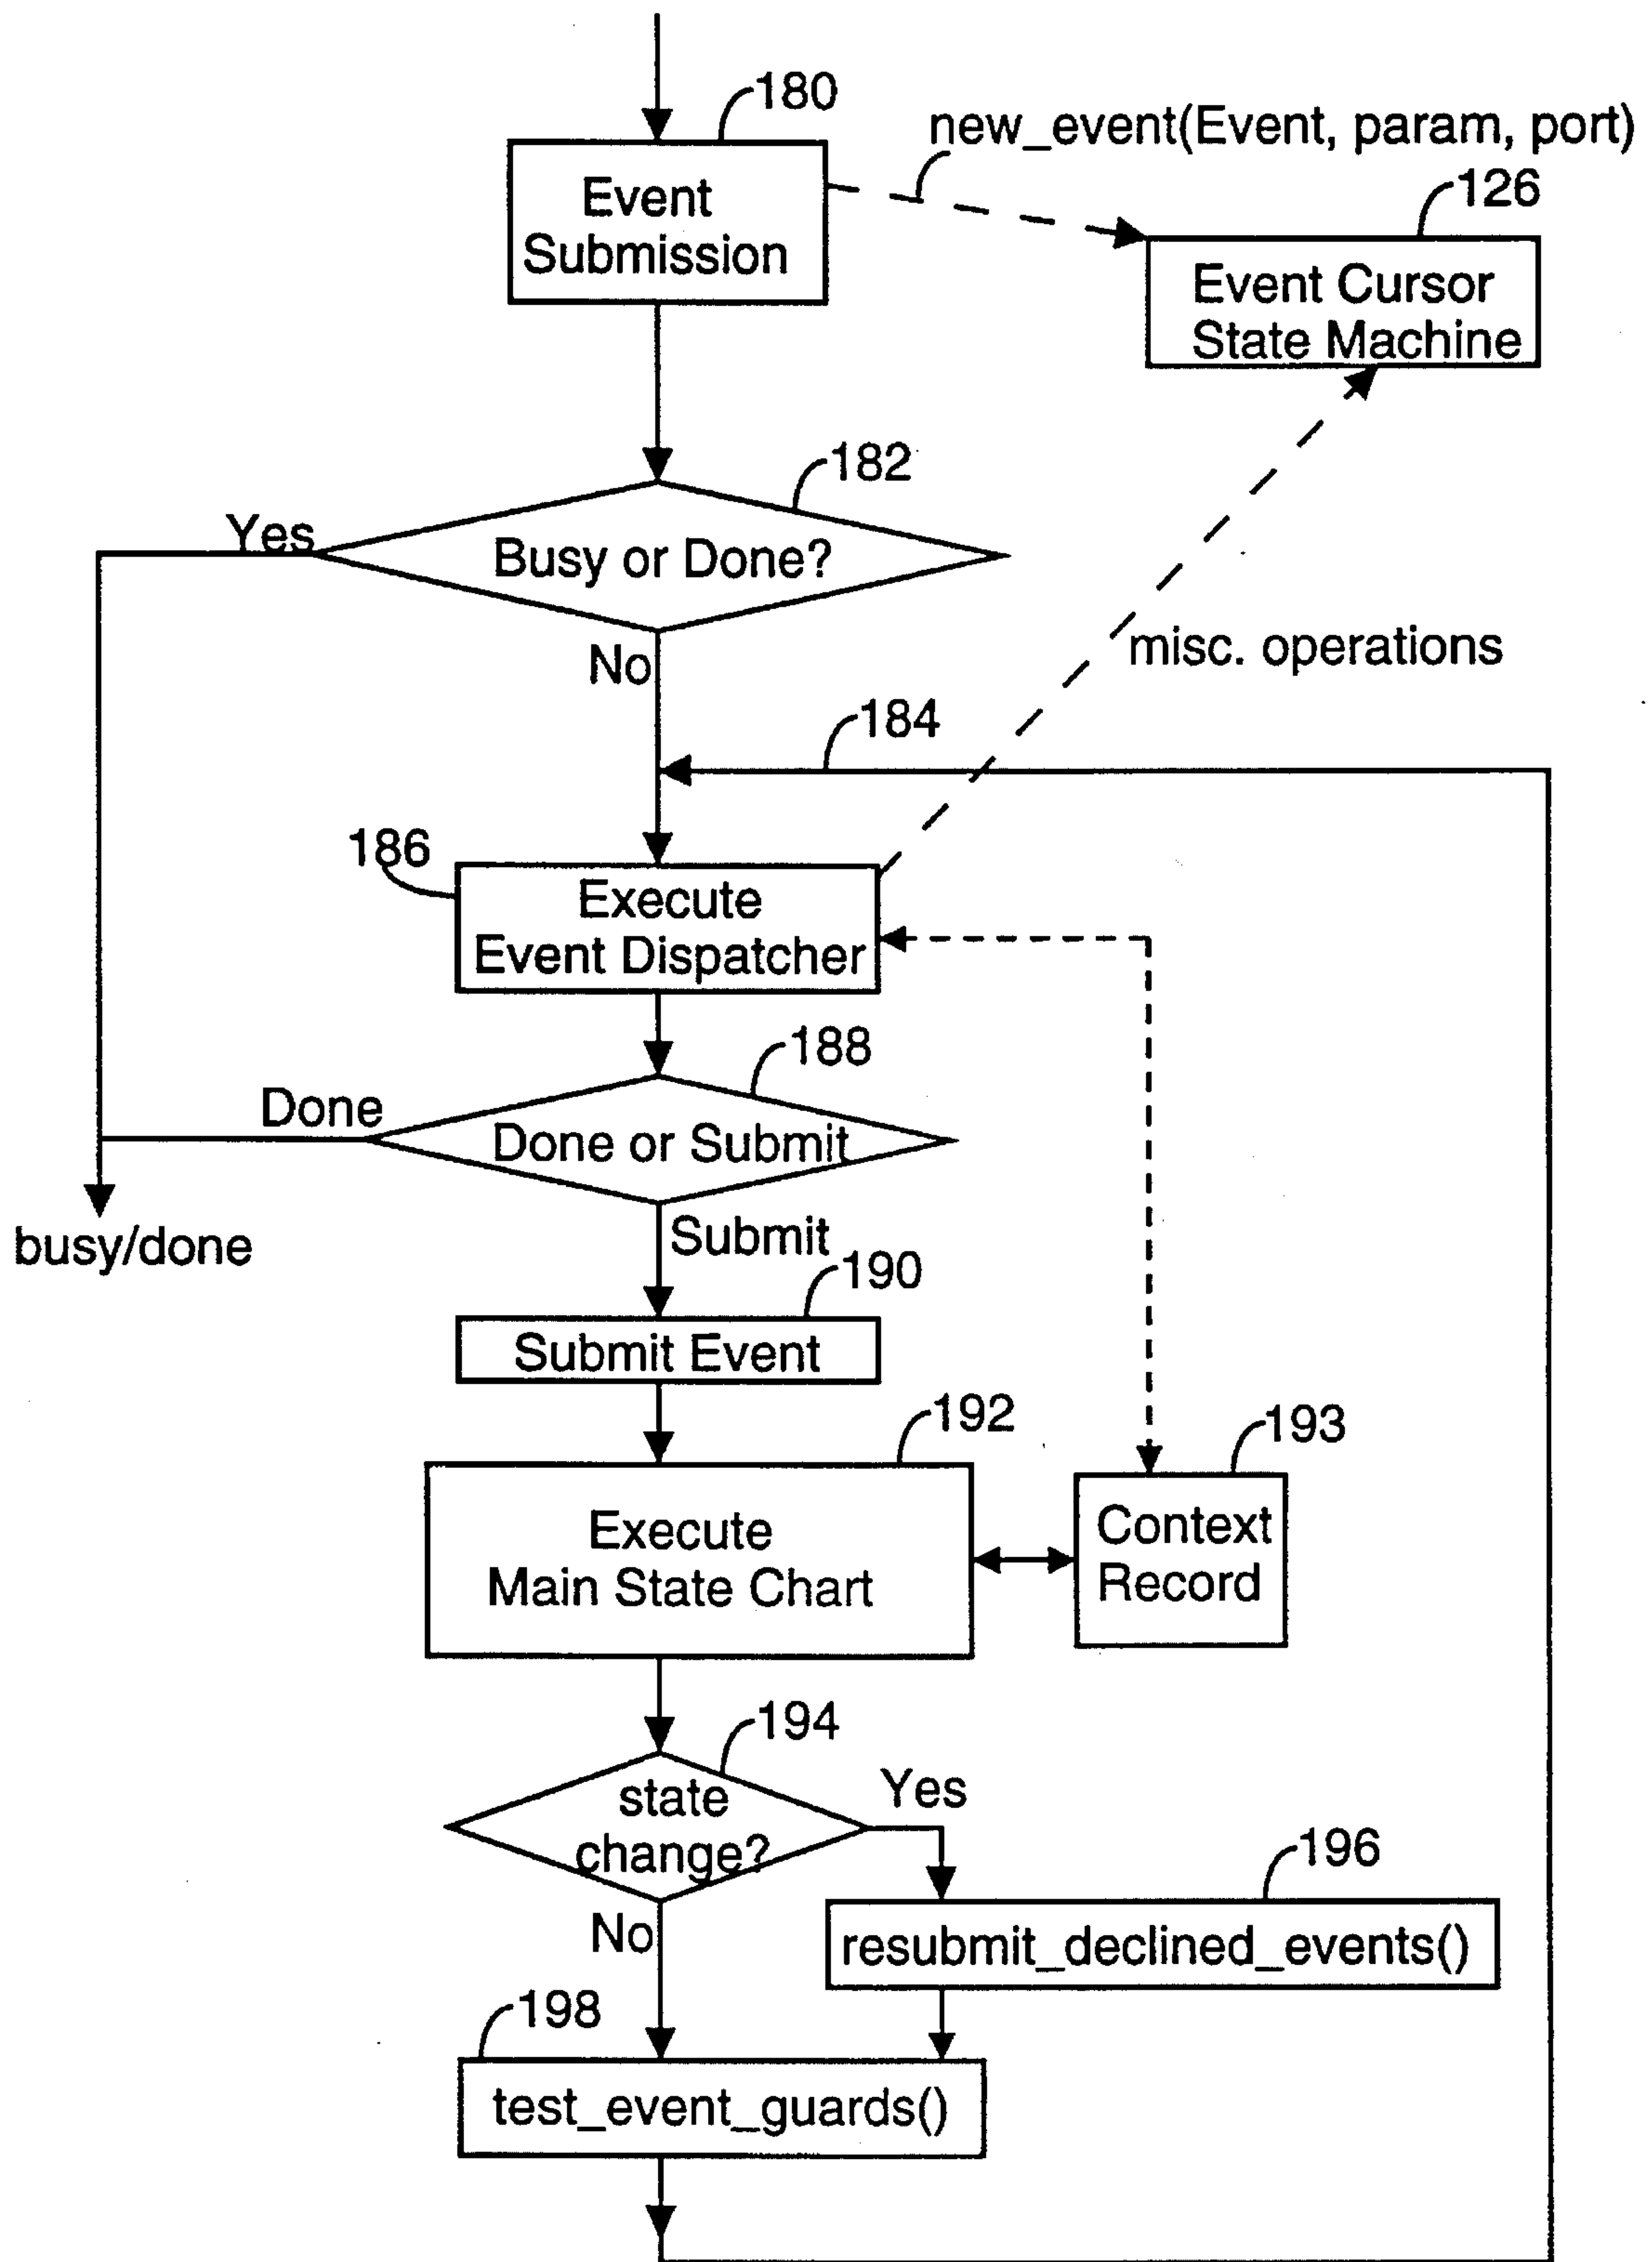 180
new_event(Event, param, port)
126
Event
Submission
Event Cursor
State Machine
182
Yes
Busy or Done?
No
misc. operations
184
186
Execute
Event Dispatcher
188
Done
Done or Submit
busy/done
Submit
190
Submit Event
192
193
Execute
Main State Chart
Context
Record
194
state
change?
Yes
196
No
resubmit_declined_events()
198
test_event_guards()